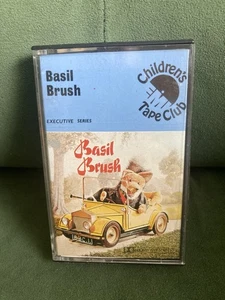 Basil
Brush
Children's
Tape Club
EXECUTIVE SERIES
Basil
Brush